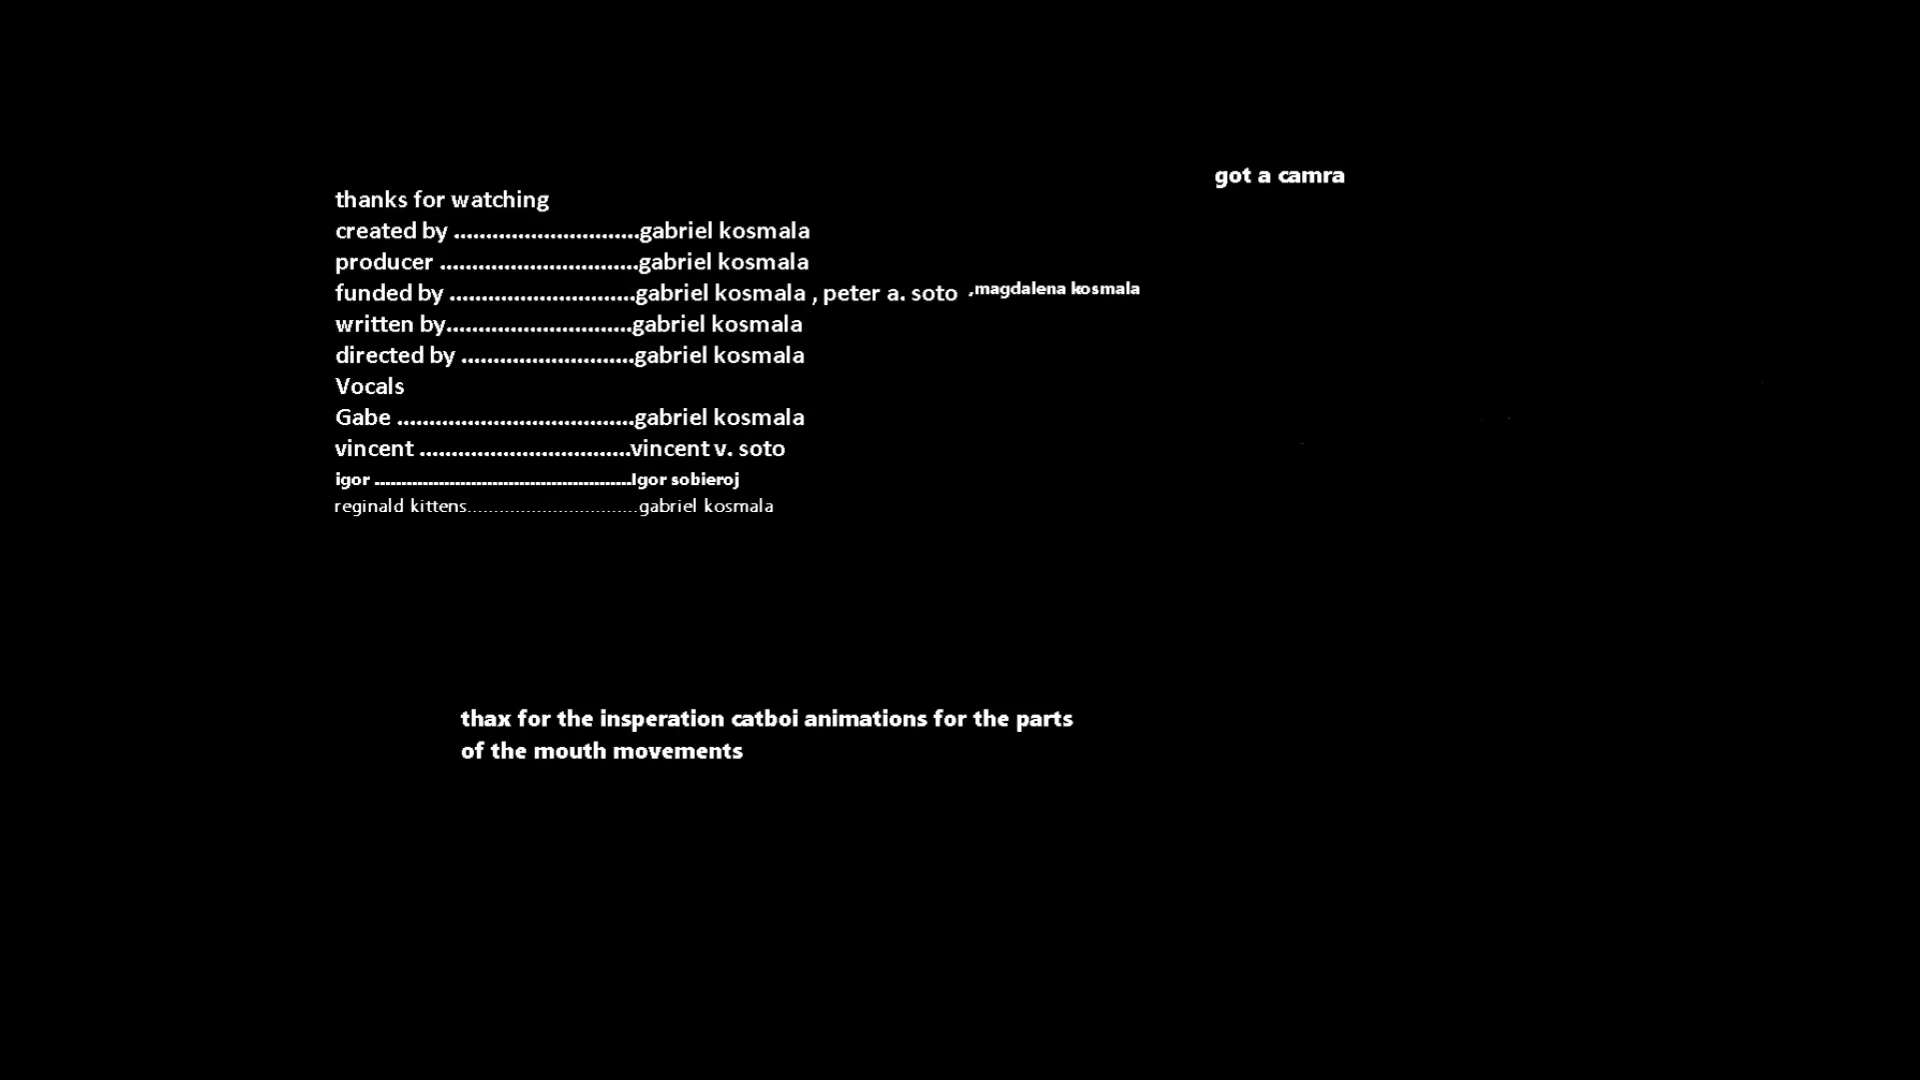 got a camra
thanks for watching
created by .............................gabriel kosmala
producer ...............................gabriel kosmala
funded by .............................gabriel kosmala , peter a. soto ,magdalena kosmala
written by.............................gabriel kosmala
directed by ...........................gabriel kosmala
Vocals
Gabe .....................................gabriel kosmala
vincent .................................vincent v. soto
igor .................................................Igor sobieroj
reginald kittens................................gabriel kosmala
thax for the insperation catboi animations for the parts
of the mouth movements